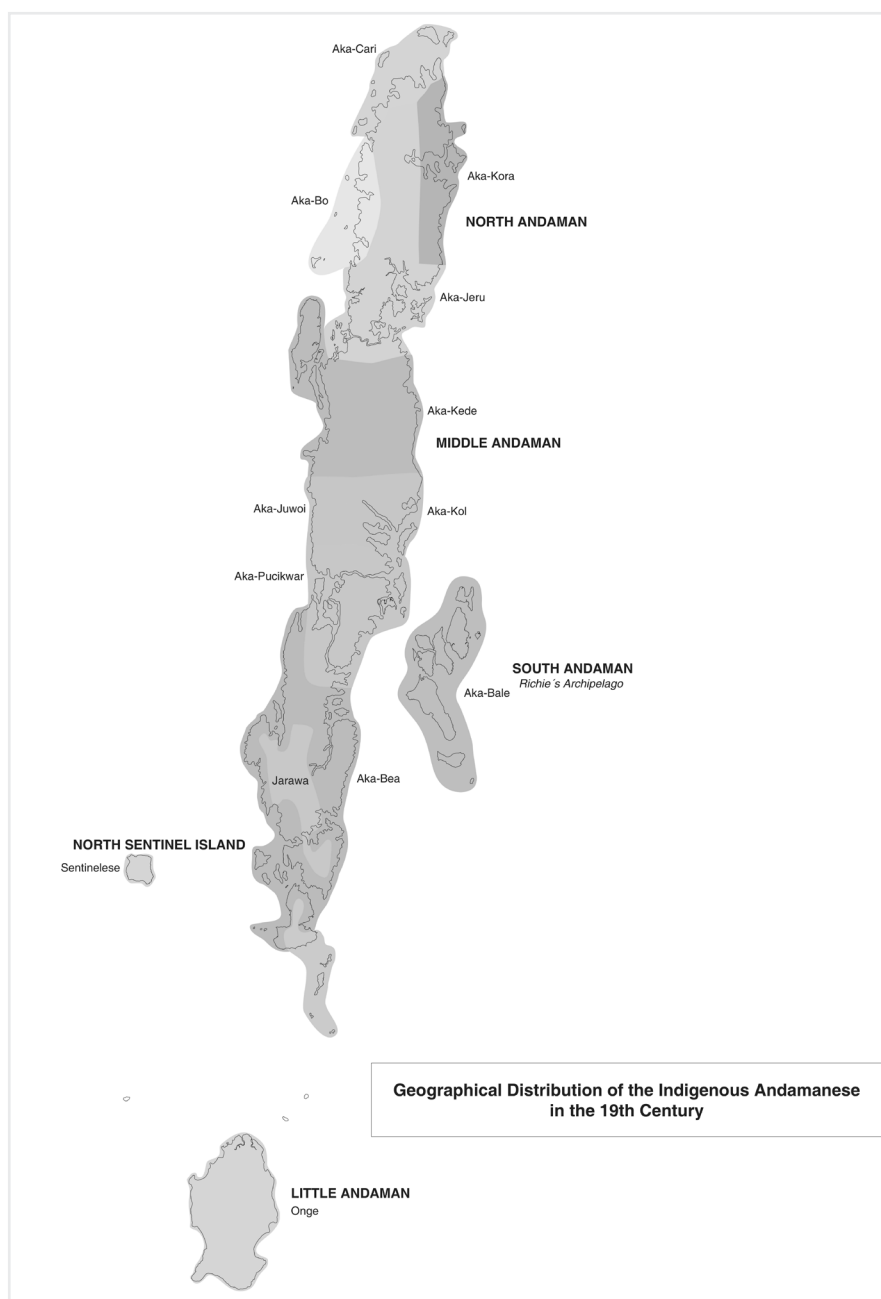 Aka-Cari
Aka-Kora
Aka-Bo
NORTH ANDAMAN
Aka-Jeru
Aka-Kede
MIDDLE ANDAMAN
Aka-Juwoi
Aka-Kol
Aka-Pucikwar
SOUTH ANDAMAN
Richie´s Archipelago
Aka-Bale
Jarawa
Aka-Bea
NORTH SENTINEL ISLAND
Sentinelese
Geographical Distribution of the Indigenous Andamanese
in the 19th Century
LITTLE ANDAMAN
Onge